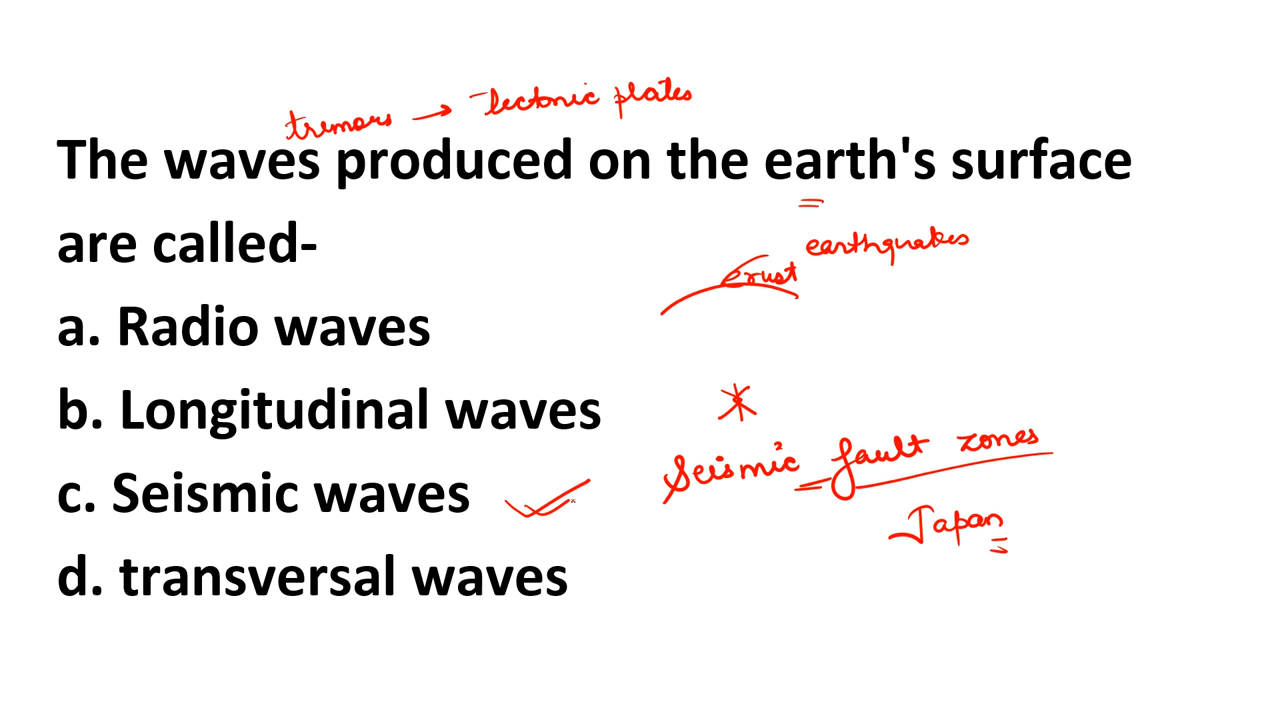 tremors → Tectonic plates
The waves produced on the earth's surface
earthquakes
are called-
crust
a. Radio waves
b. Longitudinal waves
Seismic fault zones
c. Seismic waves
Japan
d. transversal waves